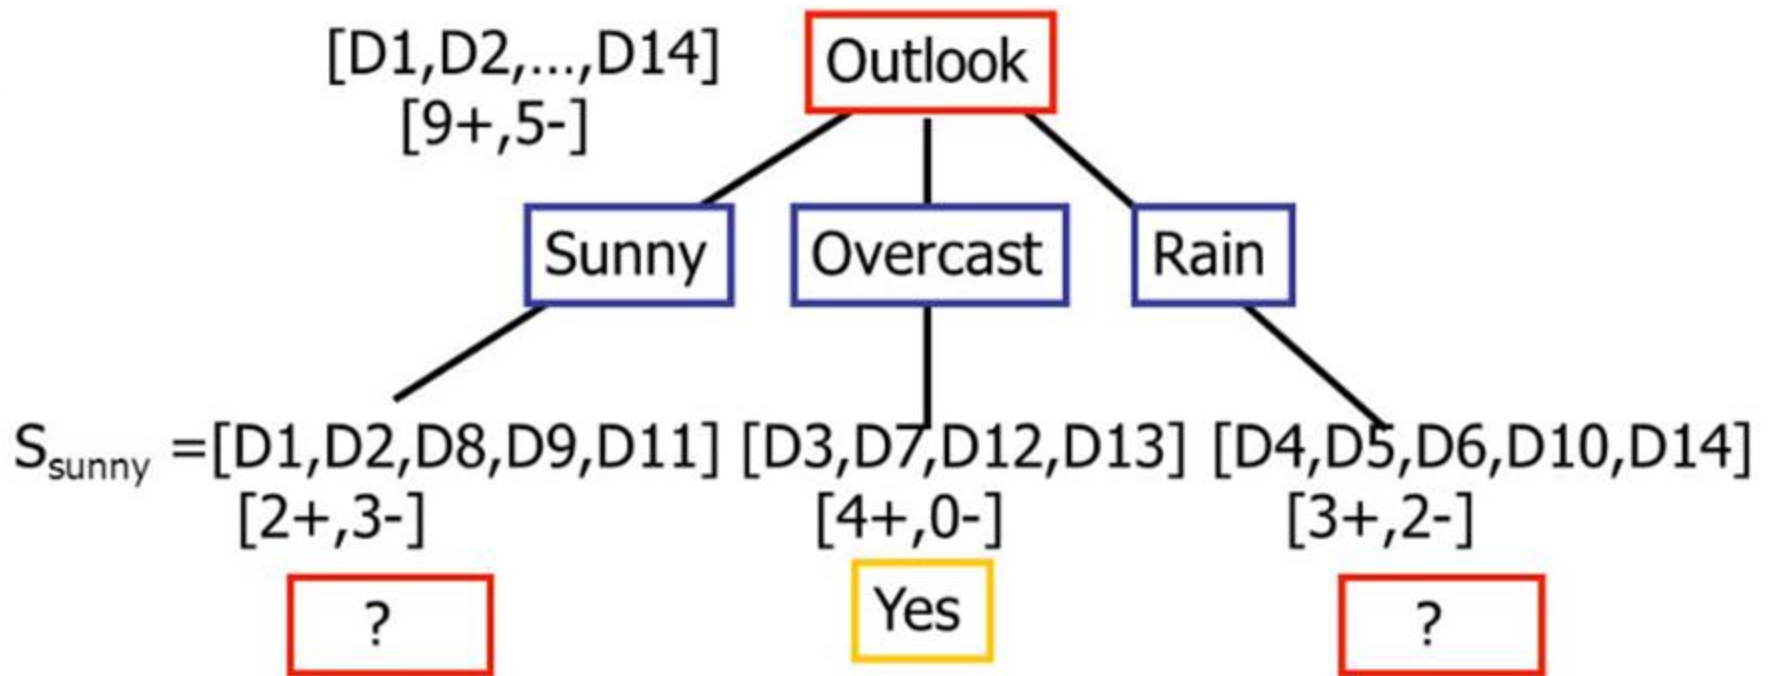 [D1,D2,...,D14]
Outlook
[9+,5-]
Sunny
Overcast
Rain
Ssunny =[D1,D2,D8,D9,D11]
[D3,D7,D12,D13]
[D4,D5,D6,D10,D14]
[2+,3-]
[4+,0-]
[3+,2-]
?
Yes
?